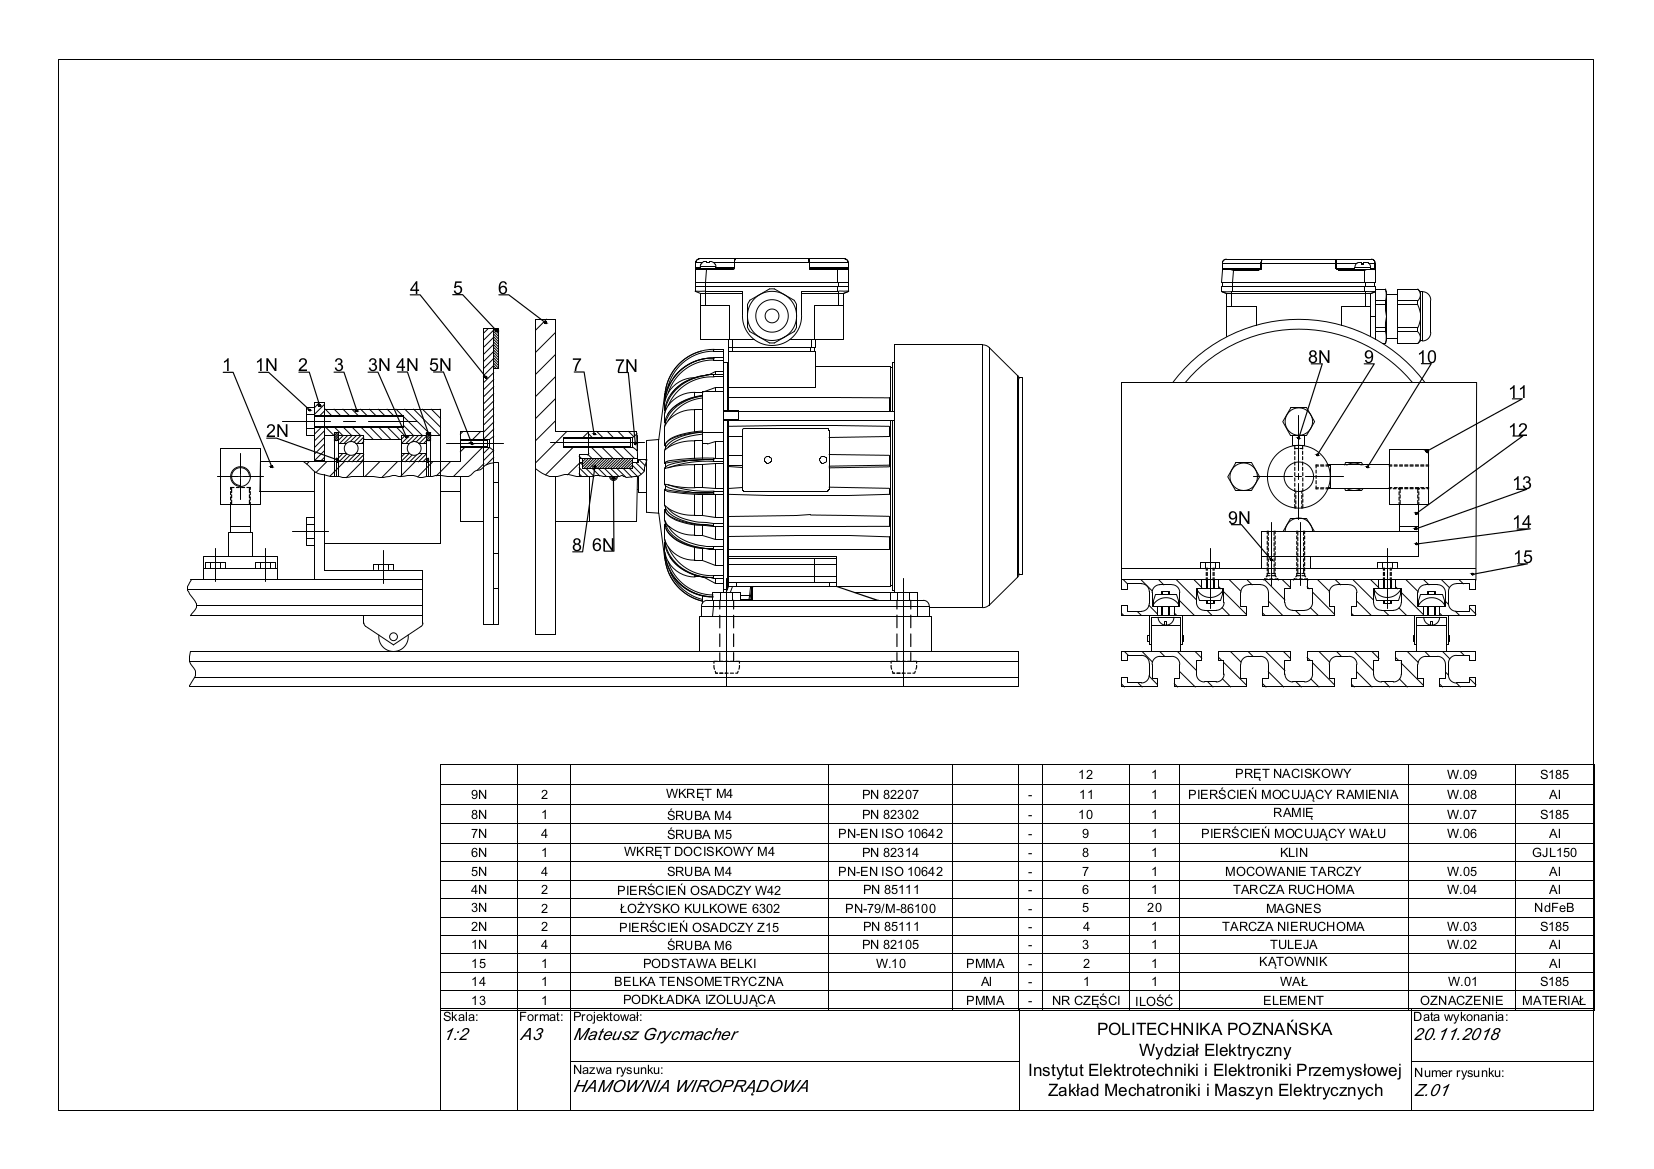 4 5 6
1 1N 2 3 3N 4N 5N 7 7N
2N
8 6N
8N 9 10
11
12
13
9N 14
15
12 1 PRĘT NACISKOWY W.09 S185
9N 2 WKRĘT M4 PN 82207 - 11 1 PIERŚCIEŃ MOCUJĄCY RAMIENIA W.08 Al
8N 1 ŚRUBA M4 PN 82302 - 10 1 RAMIĘ W.07 S185
7N 4 ŚRUBA M5 PN-EN ISO 10642 - 9 1 PIERŚCIEŃ MOCUJĄCY WAŁU W.06 Al
6N 1 WKRĘT DOCISKOWY M4 PN 82314 - 8 1 KLIN GJL150
5N 4 SRUBA M4 PN-EN ISO 10642 - 7 1 MOCOWANIE TARCZY W.05 Al
4N 2 PIERŚCIEŃ OSADCZY W42 PN 85111 - 6 1 TARCZA RUCHOMA W.04 Al
3N 2 ŁOŻYSKO KULKOWE 6302 PN-79/M-86100 - 5 20 MAGNES NdFeB
2N 2 PIERŚCIEŃ OSADCZY Z15 PN 85111 - 4 1 TARCZA NIERUCHOMA W.03 S185
1N 4 ŚRUBA M6 PN 82105 - 3 1 TULEJA W.02 Al
15 1 PODSTAWA BELKI W.10 PMMA - 2 1 KĄTOWNIK Al
14 1 BELKA TENSOMETRYCZNA Al - 1 1 WAŁ W.01 S185
13 1 PODKŁADKA IZOLUJĄCA PMMA - NR CZĘŚCI ILOŚĆ ELEMENT OZNACZENIE MATERIAŁ
Skala:
1:2
Format:
A3
Projektował:
Mateusz Grycmacher
Nazwa rysunku:
HAMOWNIA WIROPRĄDOWA
POLITECHNIKA POZNAŃSKA
Wydział Elektryczny
Instytut Elektrotechniki i Elektroniki Przemysłowej
Zakład Mechatroniki i Maszyn Elektrycznych
Data wykonania:
20.11.2018
Numer rysunku:
Z.01